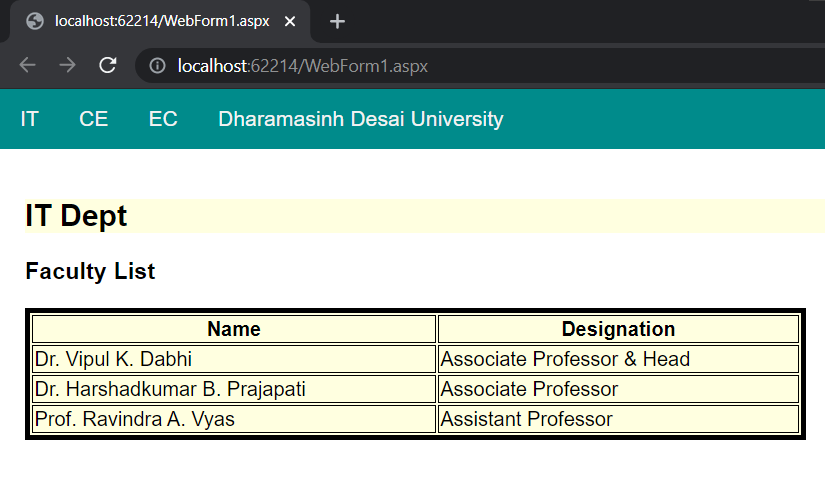 localhost:62214/WebForm1.aspx
localhost:62214/WebForm1.aspx
IT CE EC Dharamasinh Desai University
IT Dept
Faculty List
Name Designation
Dr. Vipul K. Dabhi Associate Professor & Head
Dr. Harshadkumar B. Prajapati Associate Professor
Prof. Ravindra A. Vyas Assistant Professor